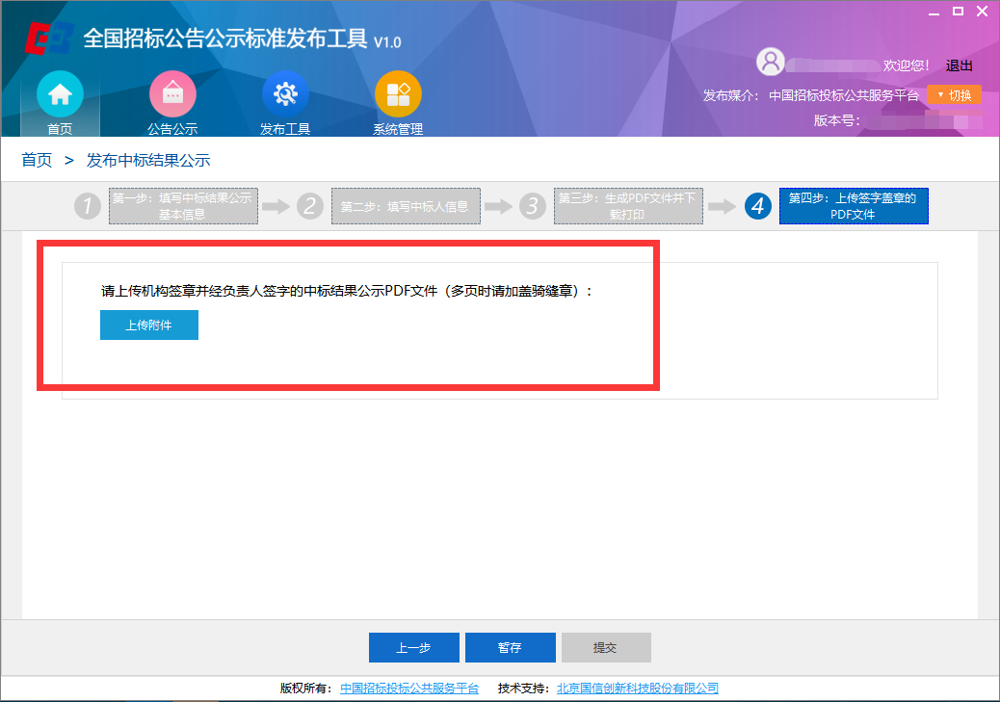 全国招标公告公示标准发布工具 V1.0
欢迎您! 退出
首页 公告公示 发布工具 系统管理
发布媒介: 中国招标投标公共服务平台 切换
版本号:
首页 > 发布中标结果公示
1 第一步:填写中标结果公示
基本信息
2 第二步:填写中标人信息
3 第三步:生成PDF文件并下
载打印
4 第四步:上传签字盖章的
PDF文件
请上传机构签章并经负责人签字的中标结果公示PDF文件(多页时请加盖骑缝章):
上传附件
上一步 暂存 提交
版权所有: 中国招标投标公共服务平台 技术支持: 北京国信创新科技股份有限公司